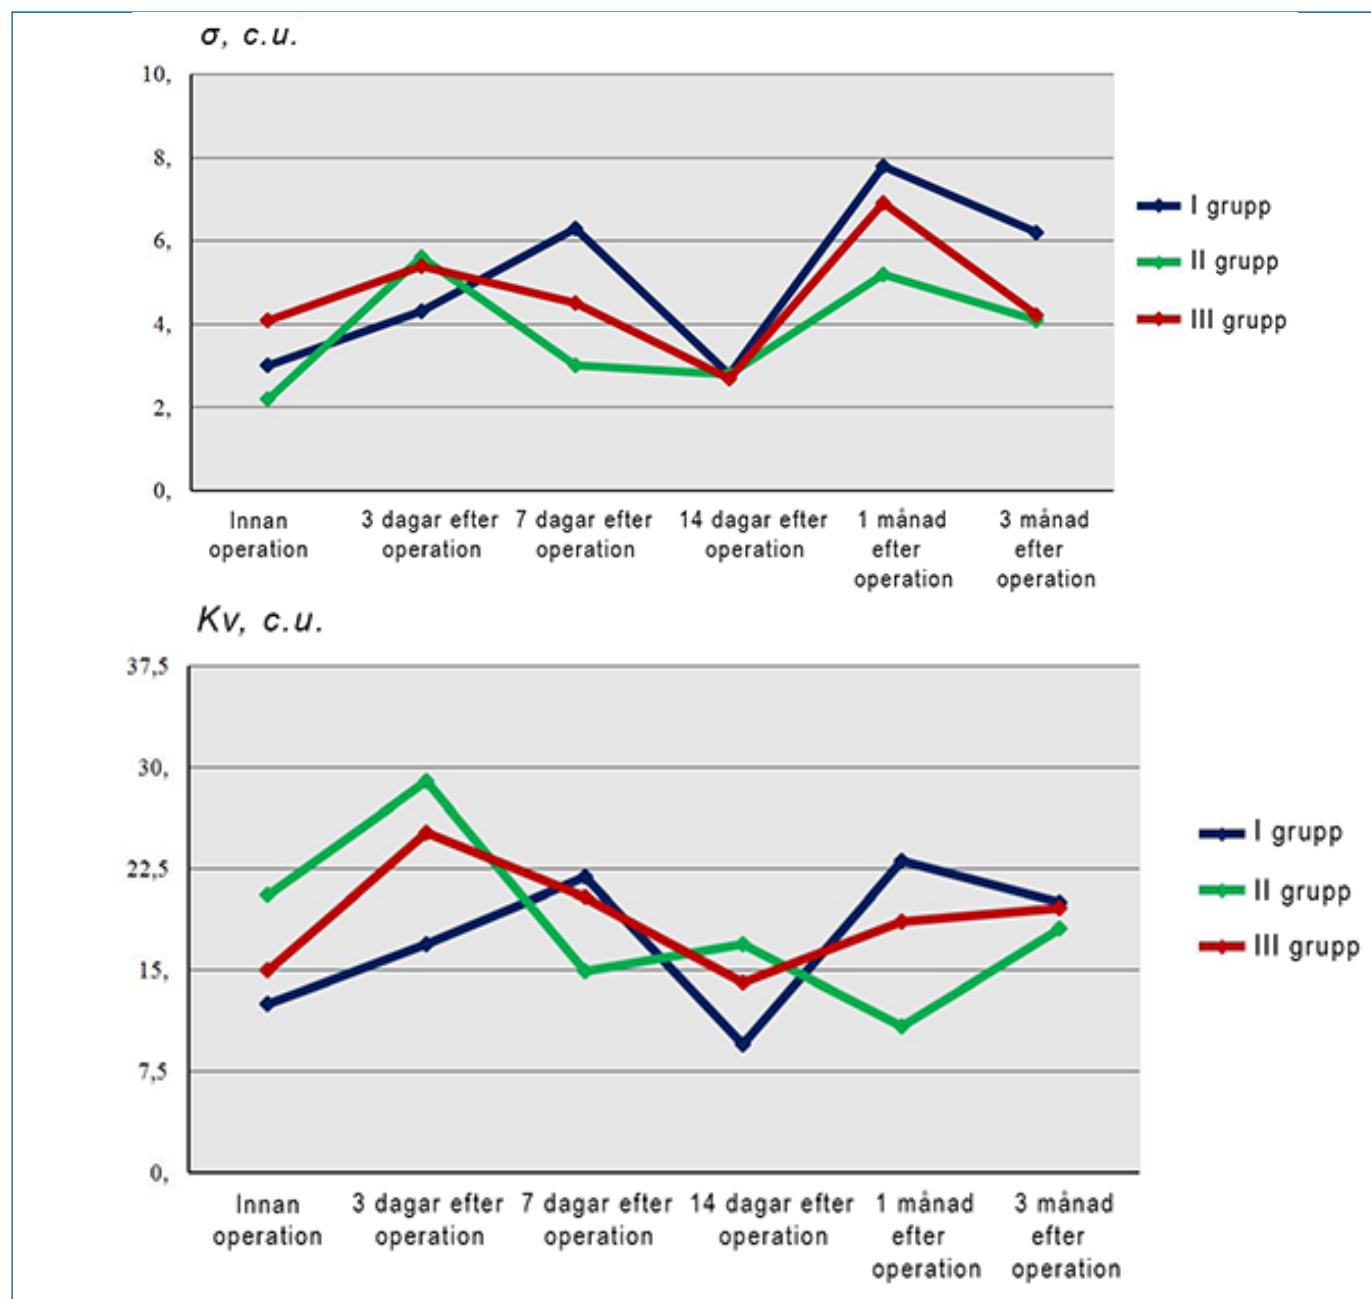 σ, c.u.
10,
8,
6,
4,
2,
0,
Innan
operation
3 dagar efter
operation
7 dagar efter
operation
14 dagar efter
operation
1 månad
efter
operation
3 månad
efter
operation
I grupp
II grupp
III grupp
Kv, c.u.
37,5
30,
22,5
15,
7,5
0,
Innan
operation
3 dagar efter
operation
7 dagar efter
operation
14 dagar efter
operation
1 månad
efter
operation
3 månad
efter
operation
I grupp
II grupp
III grupp